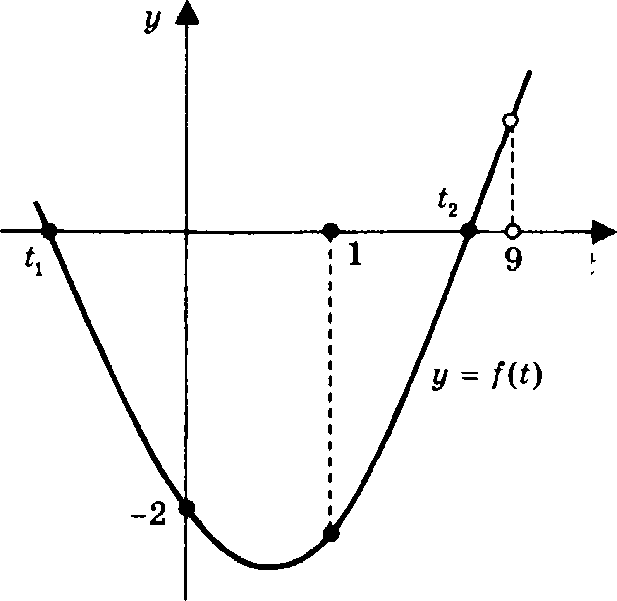 y
t₂
t₁
1
9
y = f(t)
-2